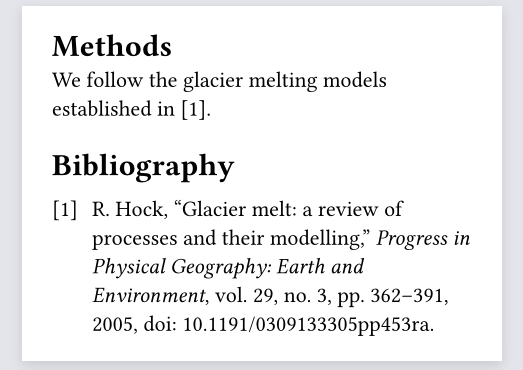 Methods
We follow the glacier melting models
established in [1].
Bibliography
[1] R. Hock, “Glacier melt: a review of
processes and their modelling,” Progress in
Physical Geography: Earth and
Environment, vol. 29, no. 3, pp. 362–391,
2005, doi: 10.1191/0309133305pp453ra.